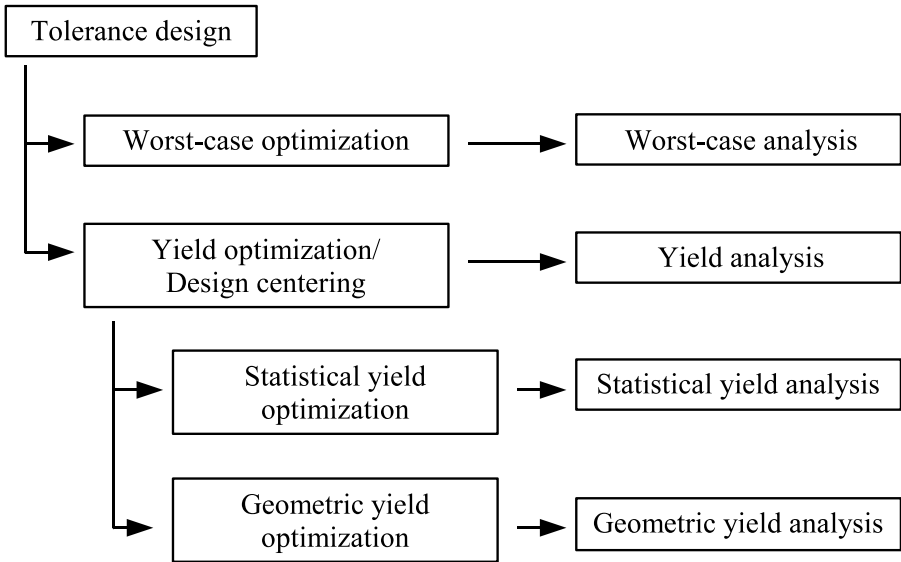 Tolerance design
Worst-case optimization
Worst-case analysis
Yield optimization/
Design centering
Yield analysis
Statistical yield
optimization
Statistical yield analysis
Geometric yield
optimization
Geometric yield analysis